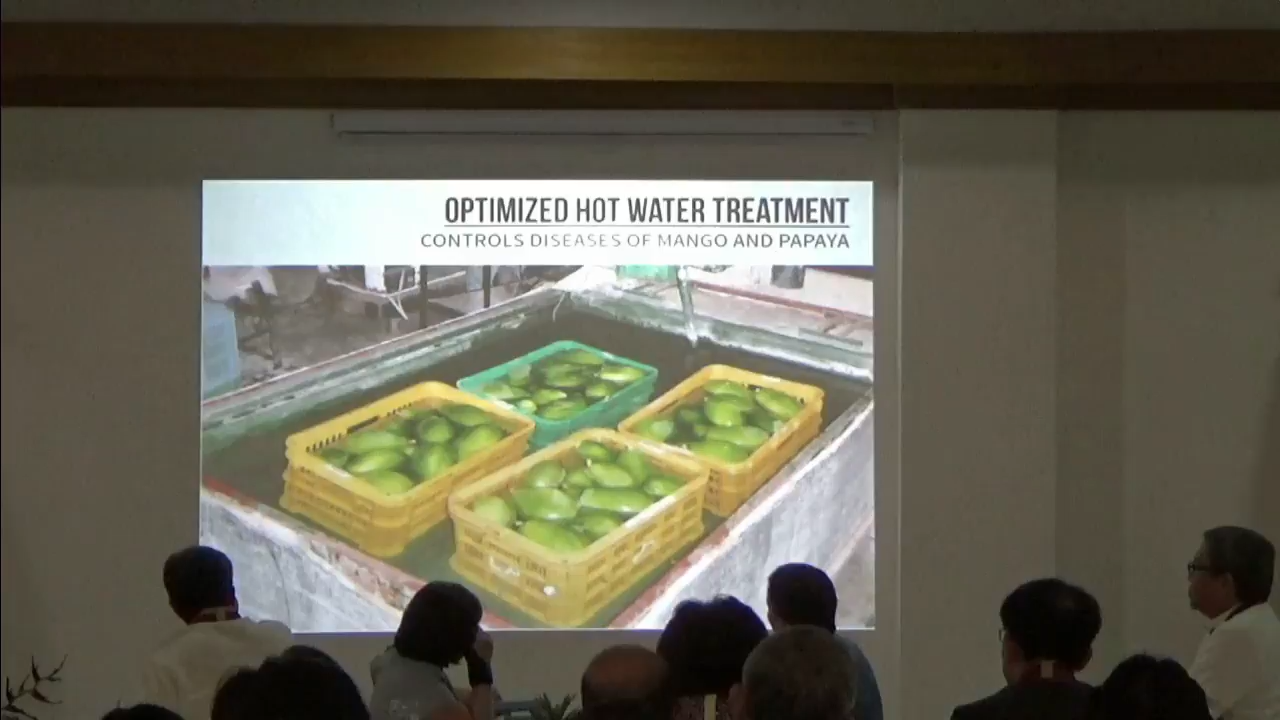 OPTIMIZED HOT WATER TREATMENT
CONTROLS DISEASES OF MANGO AND PAPAYA